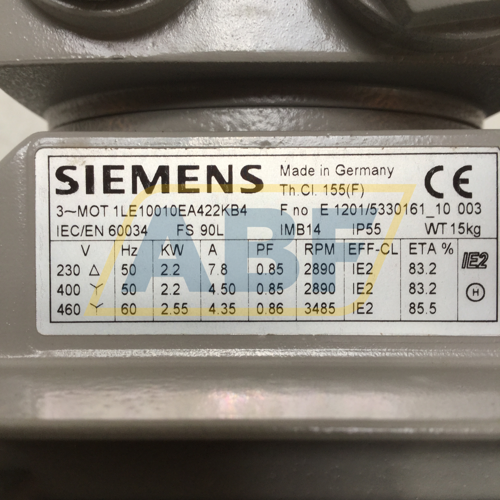 SIEMENS Made in Germany CE
Th.Cl. 155(F)
3~MOT 1LE10010EA422KB4 F no E 1201/5330161_10 003
IEC/EN 60034 FS 90L IMB14 IP55 WT 15kg
V Hz KW A PF RPM EFF-CL ETA %
230 △ 50 2.2 7.8 0.85 2890 IE2 83.2 IE2
400 Y 50 2.2 4.50 0.85 2890 IE2 83.2 H
460 Y 60 2.55 4.35 0.86 3485 IE2 85.5
ABF